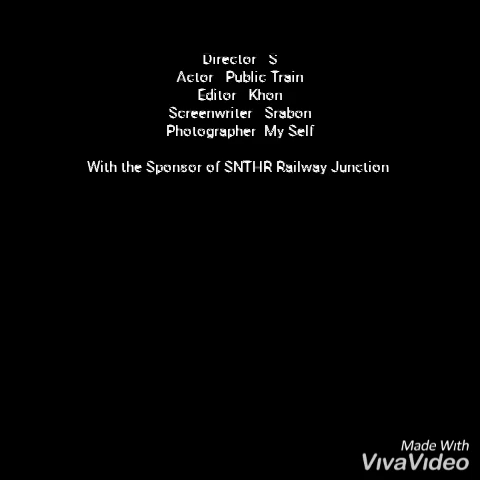 Director S
Actor Public Train
Editor Khon
Screenwriter Srabon
Photographer My Self
With the Sponsor of SNTHR Railway Junction
Made With
VivaVideo